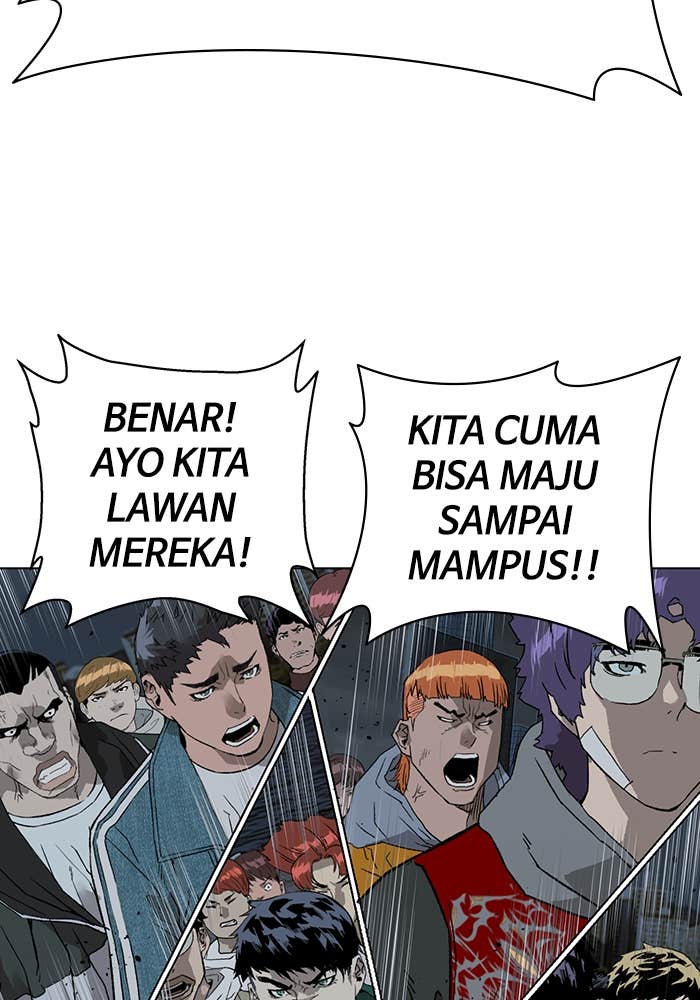 BENAR!
AYO KITA
LAWAN
MEREKA!
KITA CUMA
BISA MAJU
SAMPAI
MAMPUS!!